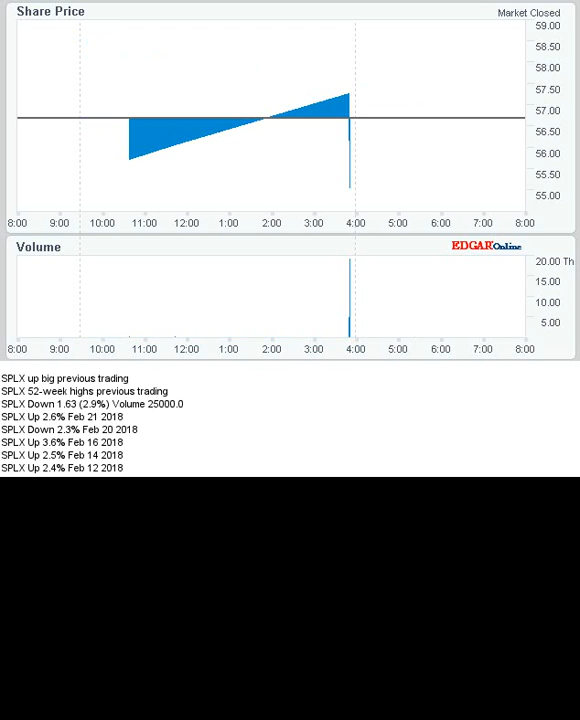 Share Price
Market Closed
59.00
58.50
58.00
57.50
57.00
56.50
56.00
55.50
55.00
8:00 9:00 10:00 11:00 12:00 1:00 2:00 3:00 4:00 5:00 6:00 7:00 8:00
Volume
EDGAR Online
20.00 Th
15.00
10.00
5.00
8:00 9:00 10:00 11:00 12:00 1:00 2:00 3:00 4:00 5:00 6:00 7:00 8:00
SPLX up big previous trading
SPLX 52-week highs previous trading
SPLX Down 1.63 (2.9%) Volume 25000.0
SPLX Up 2.6% Feb 21 2018
SPLX Down 2.3% Feb 20 2018
SPLX Up 3.6% Feb 16 2018
SPLX Up 2.5% Feb 14 2018
SPLX Up 2.4% Feb 12 2018